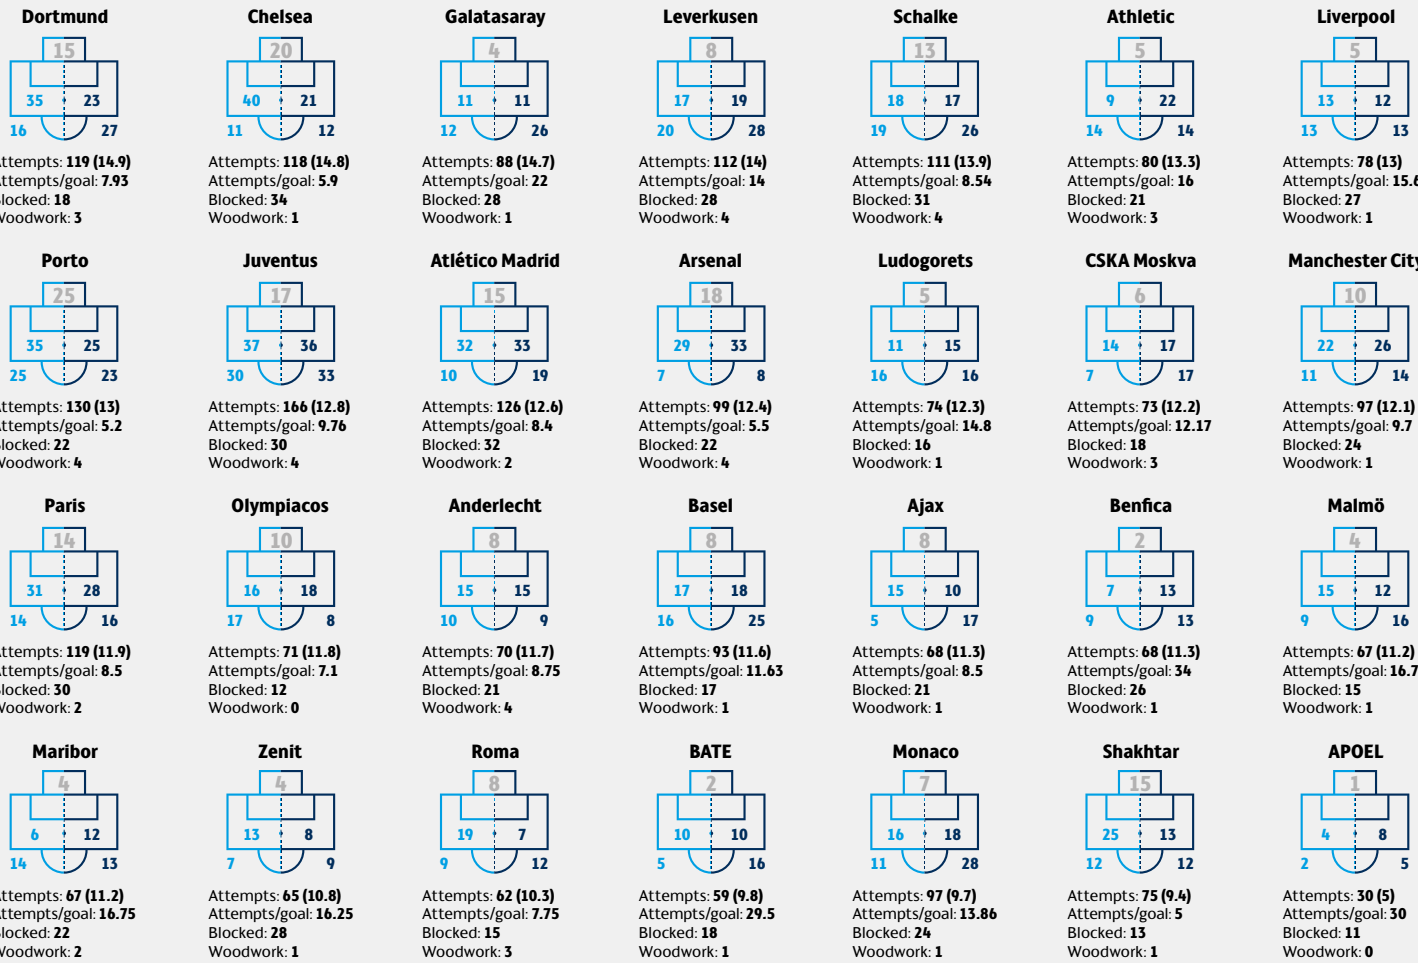 Dortmund Chelsea Galatasaray Leverkusen Schalke Athletic Liverpool
15 20 4 8 13 5 5
35 23 40 21 11 11 17 19 18 17 9 22 13 12
16 27 11 12 12 26 20 28 19 26 14 14 13 13
Attempts: 119 (14.9) Attempts: 118 (14.8) Attempts: 88 (14.7) Attempts: 112 (14) Attempts: 111 (13.9) Attempts: 80 (13.3) Attempts: 78 (13)
Attempts/goal: 7.93 Attempts/goal: 5.9 Attempts/goal: 22 Attempts/goal: 14 Attempts/goal: 8.54 Attempts/goal: 16 Attempts/goal: 15.6
Blocked: 18 Blocked: 34 Blocked: 28 Blocked: 28 Blocked: 31 Blocked: 21 Blocked: 27
Woodwork: 3 Woodwork: 1 Woodwork: 1 Woodwork: 4 Woodwork: 4 Woodwork: 3 Woodwork: 1
Porto Juventus Atlético Madrid Arsenal Ludogorets CSKA Moskva Manchester City
25 17 15 18 5 6 10
35 25 37 36 32 33 29 33 11 15 14 17 22 26
25 23 30 33 10 19 7 8 16 16 7 17 11 14
Attempts: 130 (13) Attempts: 166 (12.8) Attempts: 126 (12.6) Attempts: 99 (12.4) Attempts: 74 (12.3) Attempts: 73 (12.2) Attempts: 97 (12.1)
Attempts/goal: 5.2 Attempts/goal: 9.76 Attempts/goal: 8.4 Attempts/goal: 5.5 Attempts/goal: 14.8 Attempts/goal: 12.17 Attempts/goal: 9.7
Blocked: 22 Blocked: 30 Blocked: 32 Blocked: 22 Blocked: 16 Blocked: 18 Blocked: 24
Woodwork: 4 Woodwork: 4 Woodwork: 2 Woodwork: 4 Woodwork: 1 Woodwork: 3 Woodwork: 1
Paris Olympiacos Anderlecht Basel Ajax Benfica Malmö
14 10 8 8 8 2 4
31 28 16 18 15 15 17 18 15 10 7 13 15 12
14 16 17 8 10 9 16 25 5 17 9 13 9 16
Attempts: 119 (11.9) Attempts: 71 (11.8) Attempts: 70 (11.7) Attempts: 93 (11.6) Attempts: 68 (11.3) Attempts: 68 (11.3) Attempts: 67 (11.2)
Attempts/goal: 8.5 Attempts/goal: 7.1 Attempts/goal: 8.75 Attempts/goal: 11.63 Attempts/goal: 8.5 Attempts/goal: 34 Attempts/goal: 16.7
Blocked: 30 Blocked: 12 Blocked: 21 Blocked: 17 Blocked: 21 Blocked: 26 Blocked: 15
Woodwork: 2 Woodwork: 0 Woodwork: 4 Woodwork: 1 Woodwork: 1 Woodwork: 1 Woodwork: 1
Maribor Zenit Roma BATE Monaco Shakhtar APOEL
4 4 8 2 7 15 1
6 12 13 8 19 7 10 10 16 18 25 13 4 8
14 13 7 9 9 12 5 16 11 28 12 12 2 5
Attempts: 67 (11.2) Attempts: 65 (10.8) Attempts: 62 (10.3) Attempts: 59 (9.8) Attempts: 97 (9.7) Attempts: 75 (9.4) Attempts: 30 (5)
Attempts/goal: 16.75 Attempts/goal: 16.25 Attempts/goal: 7.75 Attempts/goal: 29.5 Attempts/goal: 13.86 Attempts/goal: 5 Attempts/goal: 30
Blocked: 22 Blocked: 28 Blocked: 15 Blocked: 18 Blocked: 24 Blocked: 13 Blocked: 11
Woodwork: 2 Woodwork: 1 Woodwork: 3 Woodwork: 1 Woodwork: 1 Woodwork: 1 Woodwork: 0